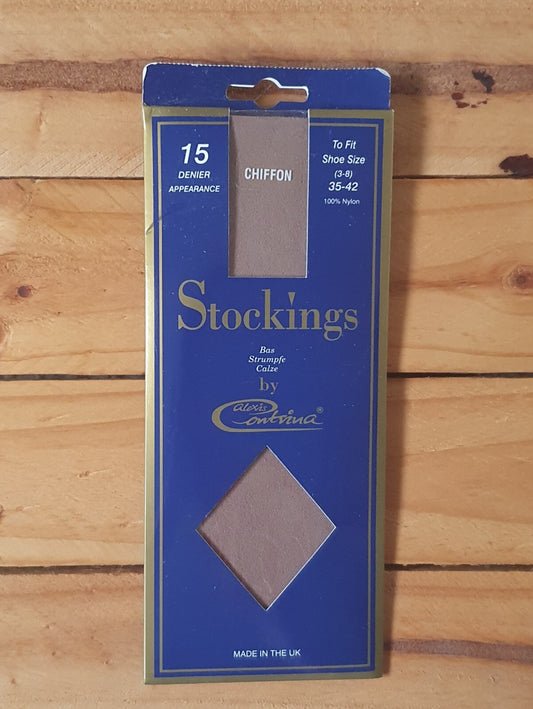 15
DENIER
APPEARANCE
CHIFFON
To Fit
Shoe Size
(3-8)
35-42
100% Nylon
Stockings
Bas
Strumpfe
Calze
by
Alexis
Contrina®
MADE IN THE UK